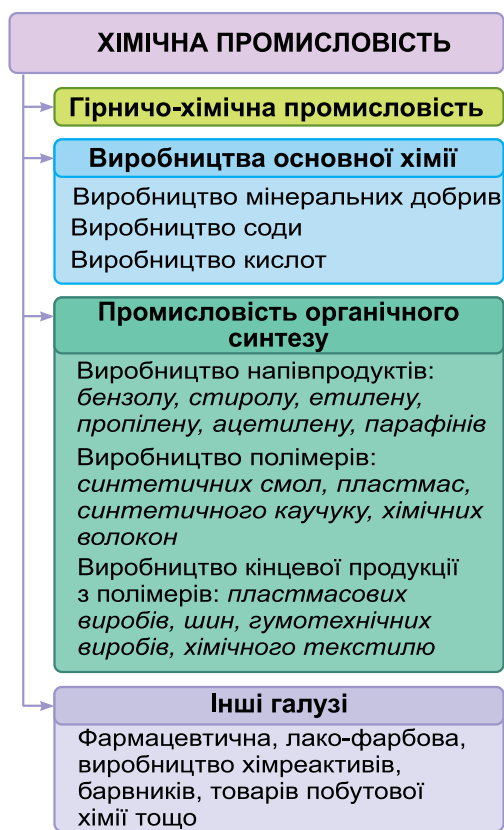 ХІМІЧНА ПРОМИСЛОВІСТЬ
Гірничо-хімічна промисловість
Виробництва основної хімії
Виробництво мінеральних добрив
Виробництво соди
Виробництво кислот
Промисловість органічного
синтезу
Виробництво напівпродуктів:
бензолу, стиролу, етилену,
пропілену, ацетилену, парафінів
Виробництво полімерів:
синтетичних смол, пластмас,
синтетичного каучуку, хімічних
волокон
Виробництво кінцевої продукції
з полімерів: пластмасових
виробів, шин, гумотехнічних
виробів, хімічного текстилю
Інші галузі
Фармацевтична, лако-фарбова,
виробництво хімреактивів,
барвників, товарів побутової
хімії тощо